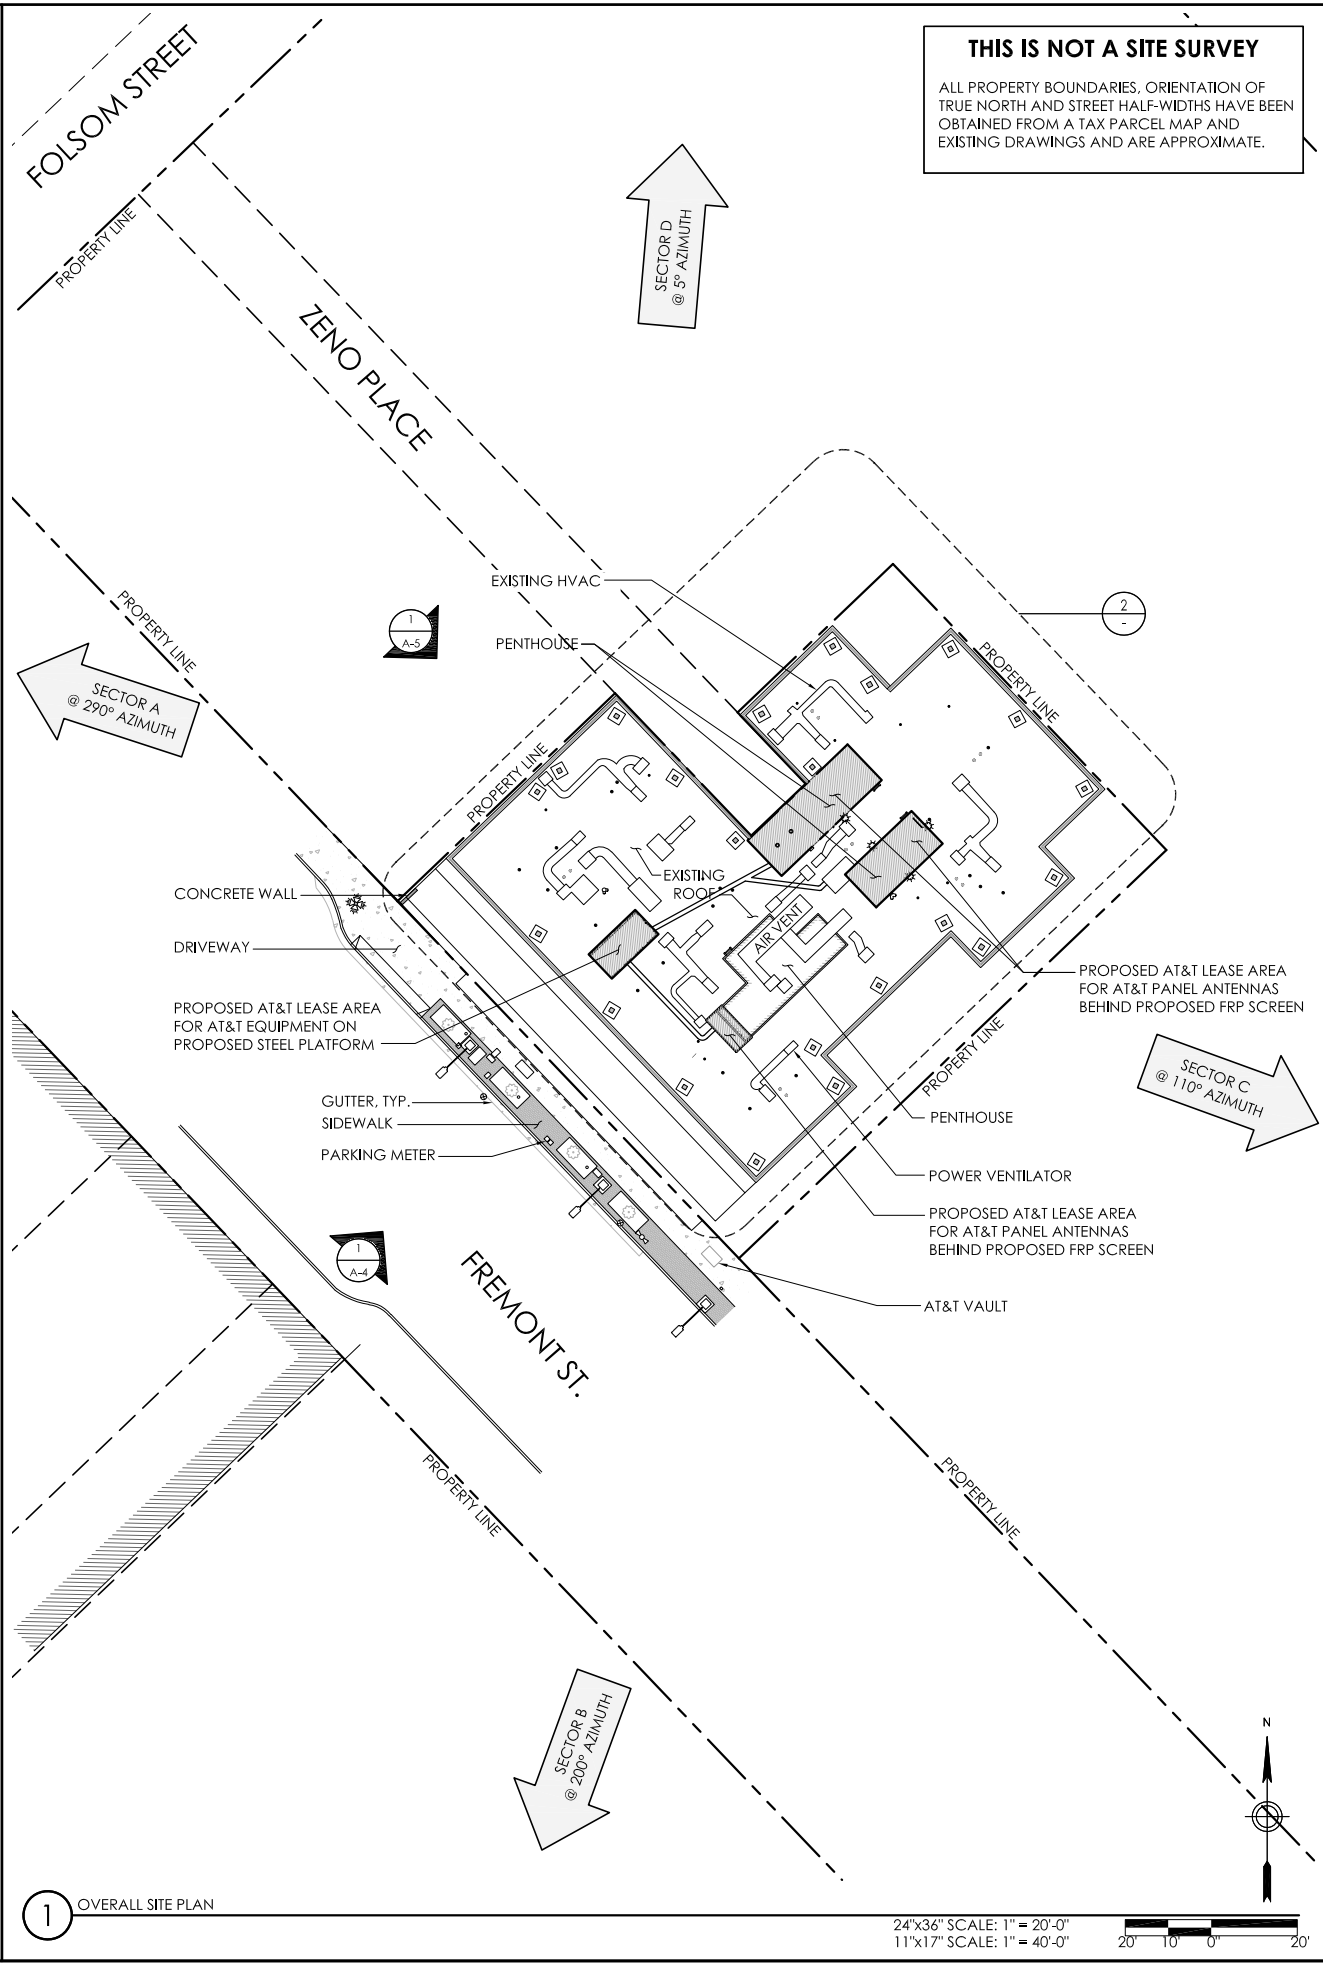 THIS IS NOT A SITE SURVEY
ALL PROPERTY BOUNDARIES, ORIENTATION OF
TRUE NORTH AND STREET HALF-WIDTHS HAVE BEEN
OBTAINED FROM A TAX PARCEL MAP AND
EXISTING DRAWINGS AND ARE APPROXIMATE.
FOLSOM STREET
PROPERTY LINE
SECTOR D
@ 5° AZIMUTH
ZENO PLACE
EXISTING HVAC
2
-
PROPERTY LINE
1
A-5
PENTHOUSE
PROPERTY LINE
SECTOR A
@ 290° AZIMUTH
PROPERTY LINE
EXISTING
ROOF
CONCRETE WALL
AIR VENT
DRIVEWAY
PROPOSED AT&T LEASE AREA
FOR AT&T PANEL ANTENNAS
BEHIND PROPOSED FRP SCREEN
PROPOSED AT&T LEASE AREA
FOR AT&T EQUIPMENT ON
PROPOSED STEEL PLATFORM
PROPERTY LINE
SECTOR C
@ 110° AZIMUTH
GUTTER, TYP.
SIDEWALK
PARKING METER
PENTHOUSE
POWER VENTILATOR
PROPOSED AT&T LEASE AREA
FOR AT&T PANEL ANTENNAS
BEHIND PROPOSED FRP SCREEN
1
A-4
FREMONT ST.
AT&T VAULT
PROPERTY LINE
PROPERTY LINE
SECTOR B
@ 200° AZIMUTH
N
1
OVERALL SITE PLAN
24"x36" SCALE: 1" = 20'-0"
11"x17" SCALE: 1" = 40'-0"
20' 10' 0" 20'